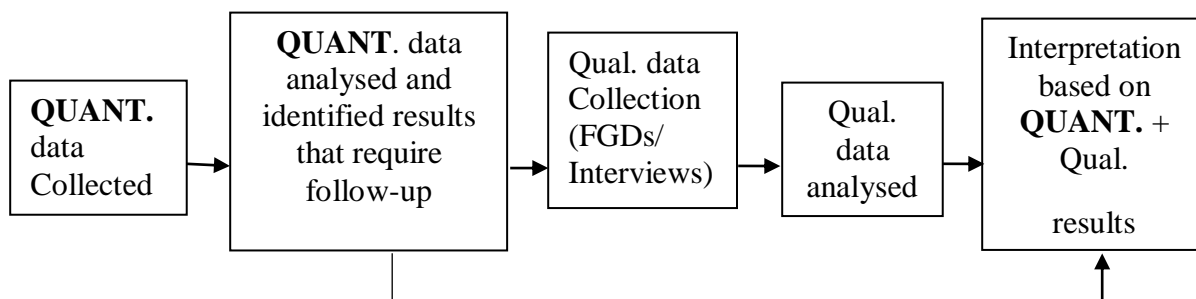 QUANT.
data
Collected
QUANT. data
analysed and
identified results
that require
follow-up
Qual. data
Collection
(FGDs/
Interviews)
Qual.
data
analysed
Interpretation
based on
QUANT. +
Qual.
results